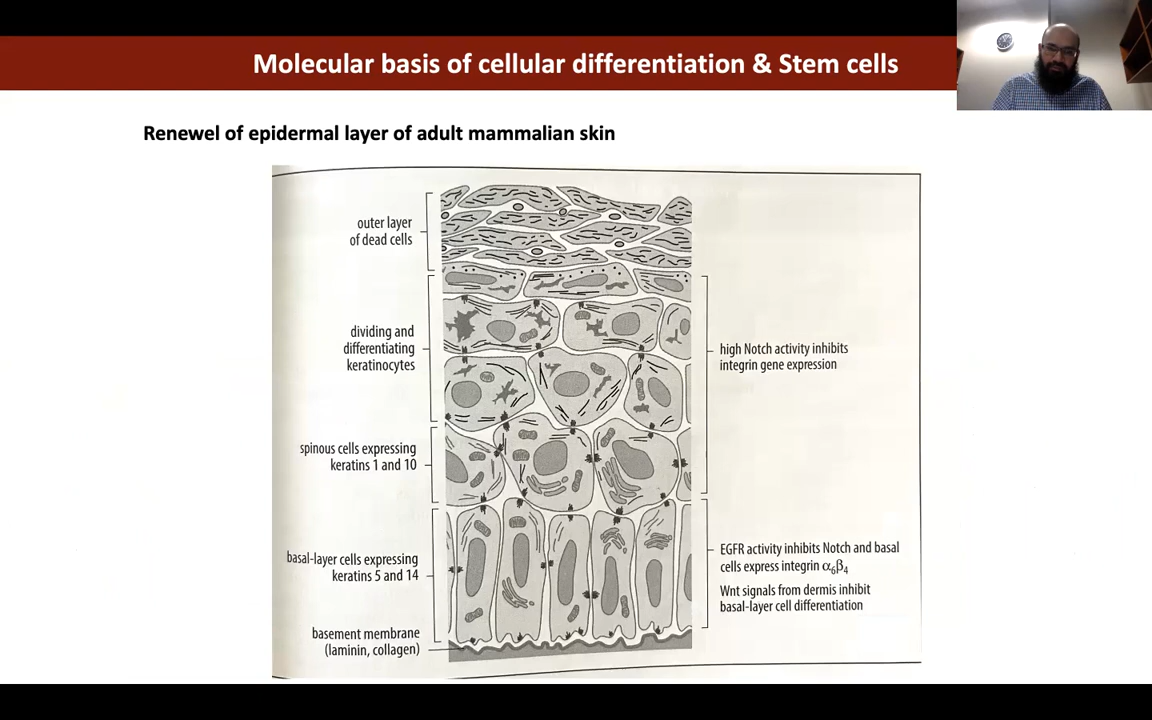 Molecular basis of cellular differentiation & Stem cells
Renewel of epidermal layer of adult mammalian skin
outer layer
of dead cells
dividing and
differentiating
keratinocytes
high Notch activity inhibits
integrin gene expression
spinous cells expressing
keratins 1 and 10
basal-layer cells expressing
keratins 5 and 14
EGFR activity inhibits Notch and basal
cells express integrin α₆β₄
Wnt signals from dermis inhibit
basal-layer cell differentiation
basement membrane
(laminin, collagen)